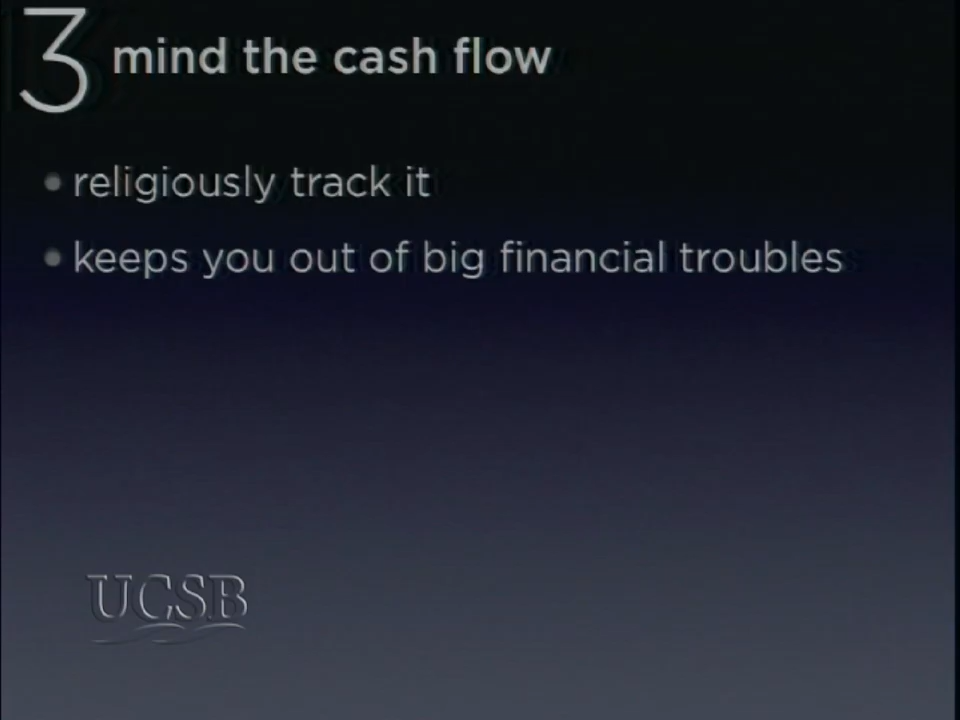 3 mind the cash flow
• religiously track it
• keeps you out of big financial troubles
UCSB